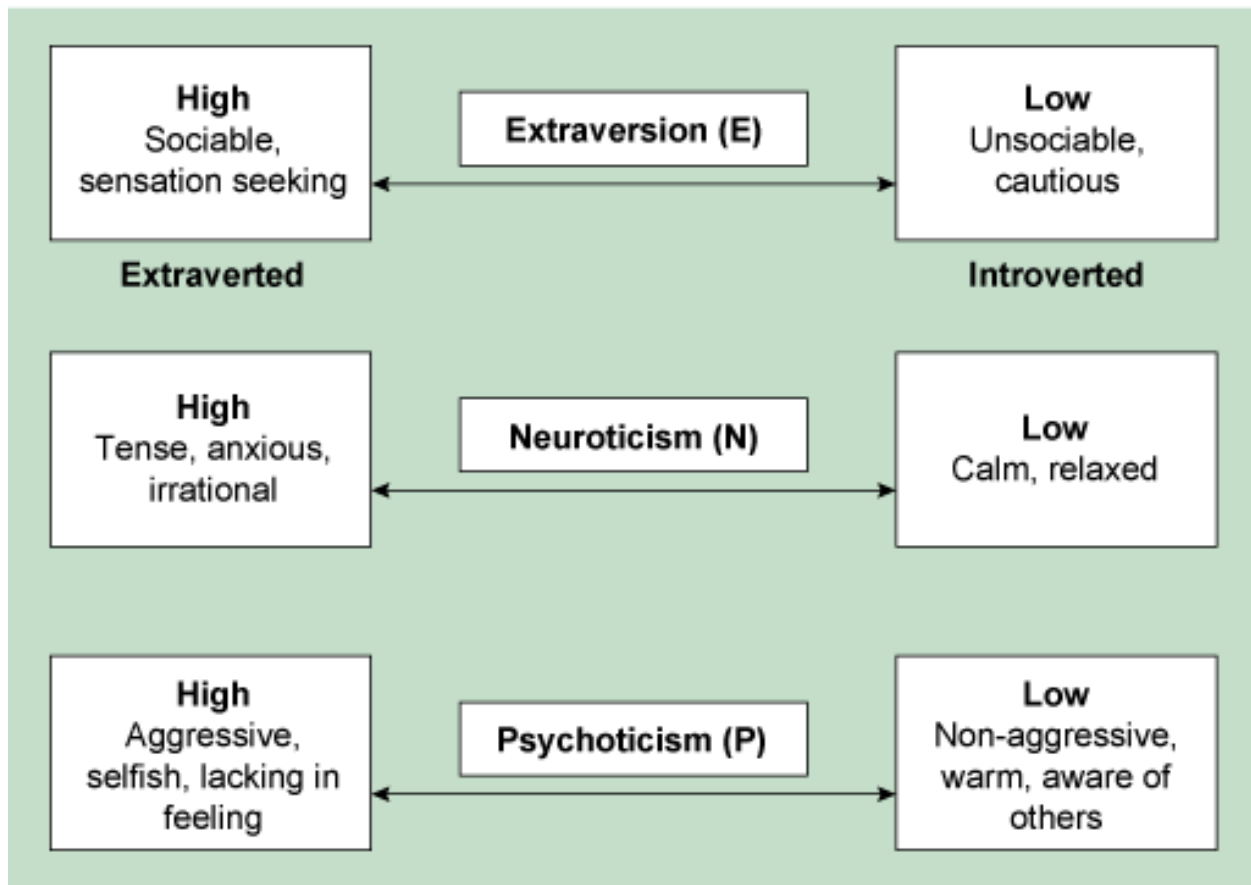 High
Sociable,
sensation seeking
Extraversion (E)
Low
Unsociable,
cautious
Extraverted
Introverted
High
Tense, anxious,
irrational
Neuroticism (N)
Low
Calm, relaxed
High
Aggressive,
selfish, lacking in
feeling
Psychoticism (P)
Low
Non-aggressive,
warm, aware of
others